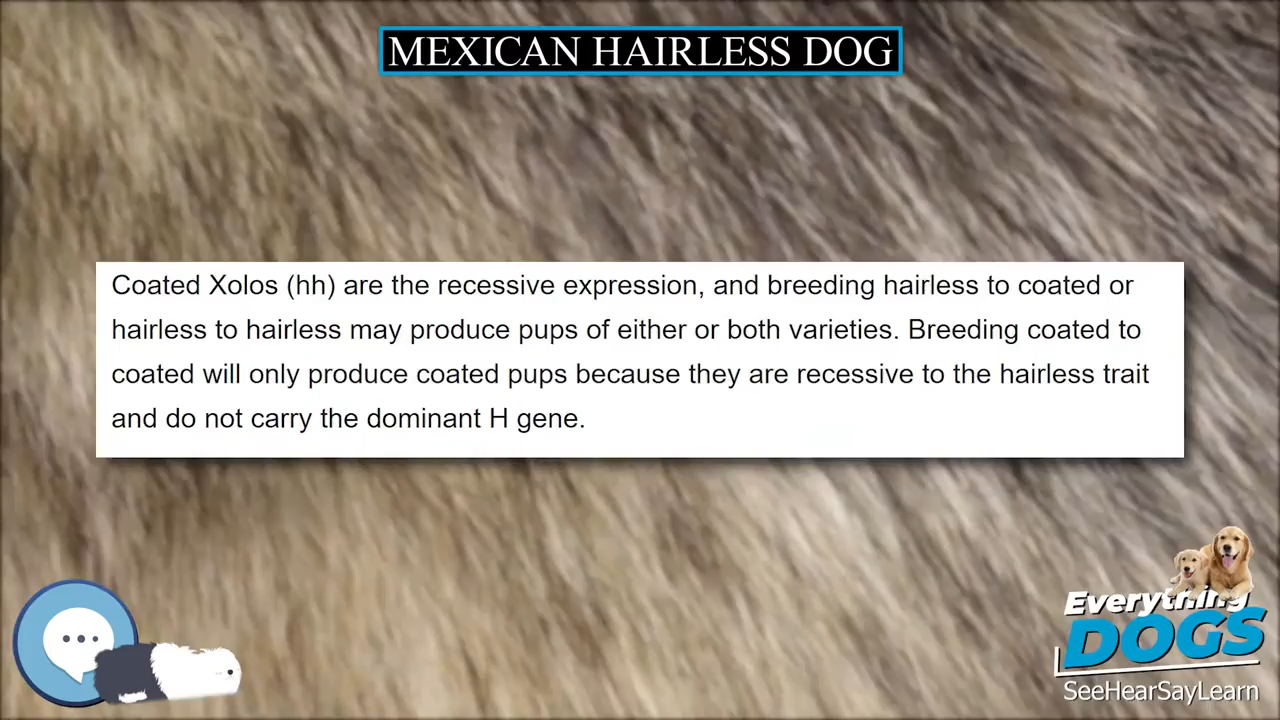 MEXICAN HAIRLESS DOG
Coated Xolos (hh) are the recessive expression, and breeding hairless to coated or
hairless to hairless may produce pups of either or both varieties. Breeding coated to
coated will only produce coated pups because they are recessive to the hairless trait
and do not carry the dominant H gene.
Everything
DOGS
SeeHearSayLearn